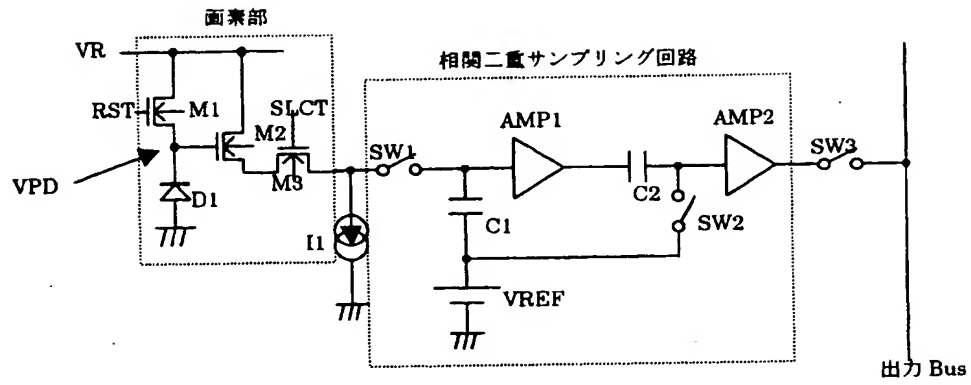 画素部
VR
相関二重サンプリング回路
RST
M1
SLCT
AMP1
AMP2
M2
SW1
SW3
VPD
M3
C2
D1
C1
SW2
I1
VREF
出力 Bus